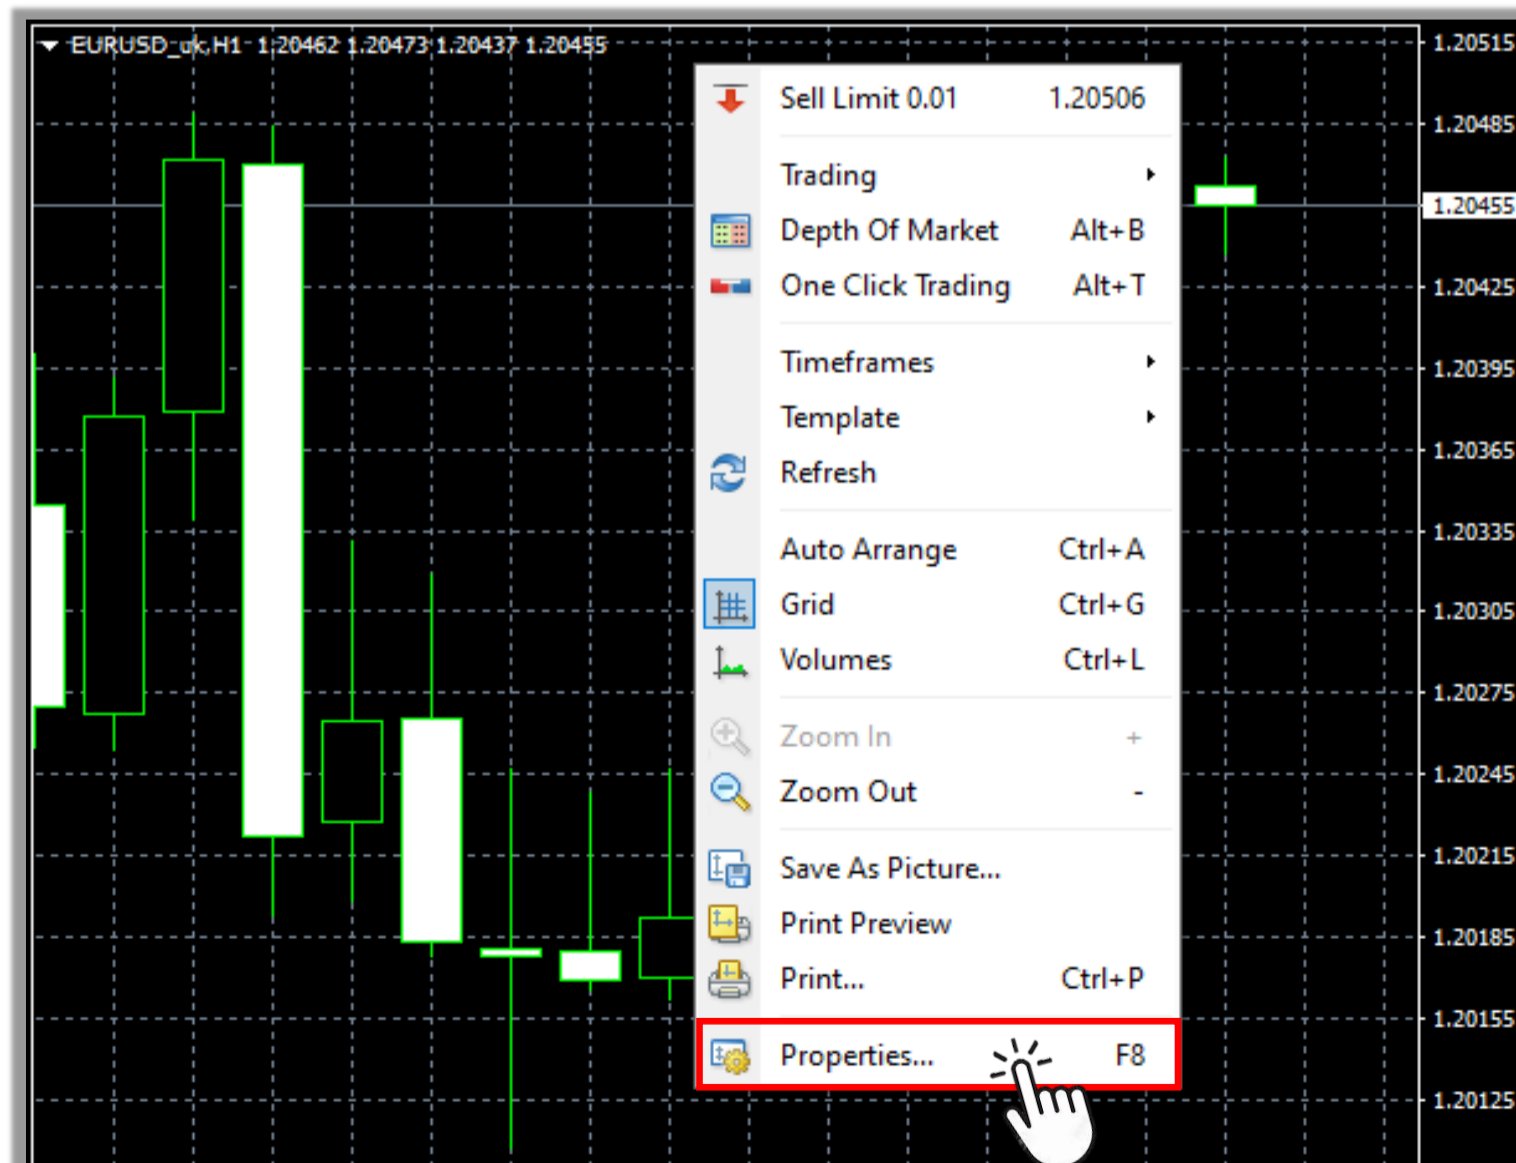 EURUSD_uk,H1 1.20462 1.20473 1.20437 1.20455
Sell Limit 0.01 1.20506
Trading
Depth Of Market Alt+B
One Click Trading Alt+T
Timeframes
Template
Refresh
Auto Arrange Ctrl+A
Grid Ctrl+G
Volumes Ctrl+L
Zoom In +
Zoom Out -
Save As Picture...
Print Preview
Print... Ctrl+P
Properties... F8
1.20515
1.20485
1.20455
1.20425
1.20395
1.20365
1.20335
1.20305
1.20275
1.20245
1.20215
1.20185
1.20155
1.20125